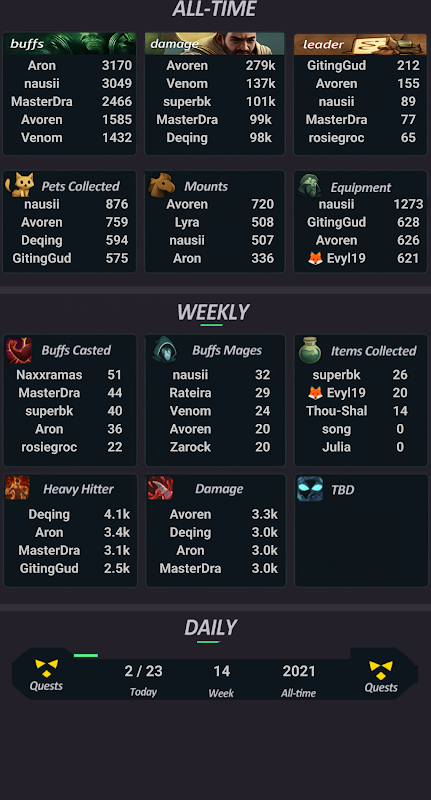 ALL-TIME
buffs
Aron 3170
nausii 3049
MasterDra 2466
Avoren 1585
Venom 1432
damage
Avoren 279k
Venom 137k
superbk 101k
MasterDra 99k
Deqing 98k
leader
GitingGud 212
Avoren 155
nausii 89
MasterDra 77
rosiegroc 65
Pets Collected
nausii 876
Avoren 759
Deqing 594
GitingGud 575
Mounts
Avoren 720
Lyra 508
nausii 507
Aron 336
Equipment
nausii 1273
GitingGud 628
Avoren 626
🦊 Evyl19 621
WEEKLY
Buffs Casted
Naxxramas 51
MasterDra 44
superbk 40
Aron 36
rosiegroc 22
Buffs Mages
nausii 32
Rateira 29
Venom 24
Avoren 20
Zarock 20
Items Collected
superbk 26
🦊 Evyl19 20
Thou-Shal 14
song 0
Julia 0
Heavy Hitter
Deqing 4.1k
Aron 3.4k
MasterDra 3.1k
GitingGud 2.5k
Damage
Avoren 3.3k
Deqing 3.0k
Aron 3.0k
MasterDra 3.0k
TBD
DAILY
Quests
2 / 23
Today
14
Week
2021
All-time
Quests